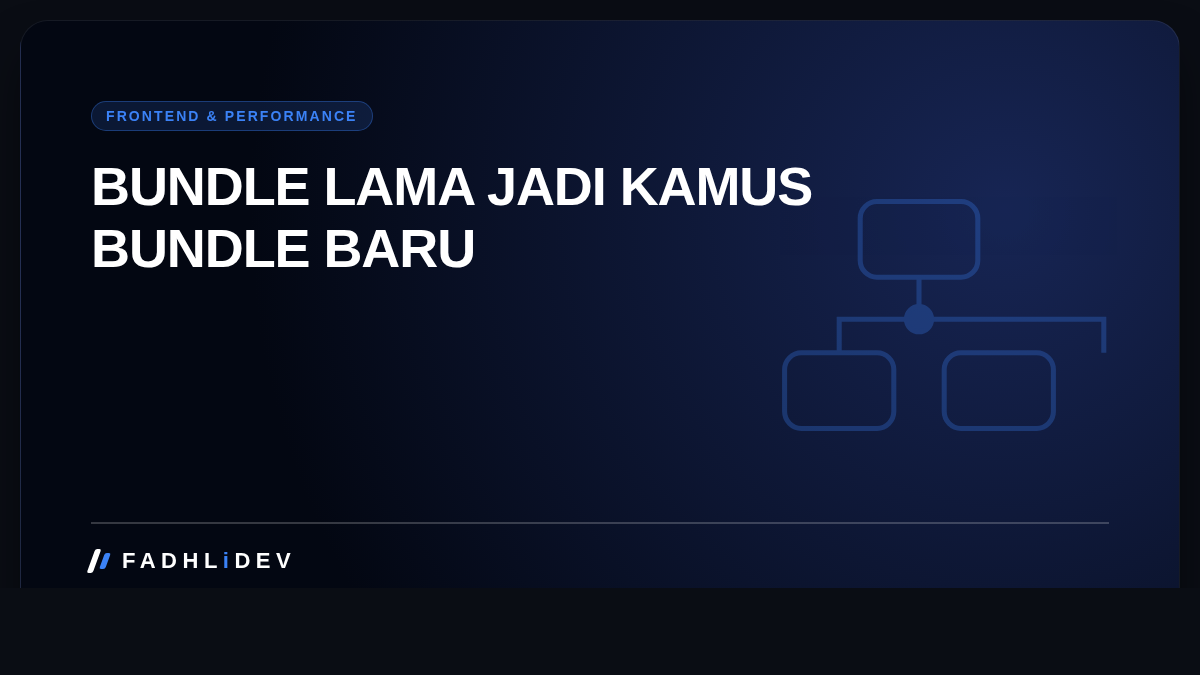 FRONTEND & PERFORMANCE
BUNDLE LAMA JADI KAMUS
BUNDLE BARU
FADHLiDEV